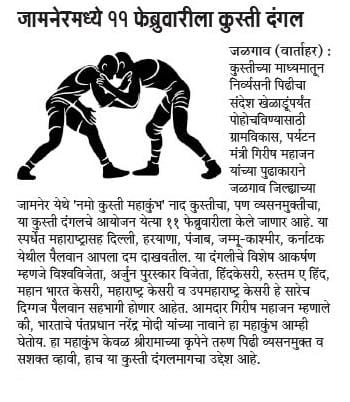 जामनेरमध्ये ११ फेब्रुवारीला कुस्ती दंगल
जळगाव (वार्ताहर) :
कुस्तीच्या माध्यमातून
निर्व्यसनी पिढीचा
संदेश खेळाडूंपर्यंत
पोहोचविण्यासाठी
ग्रामविकास, पर्यटन
मंत्री गिरीष महाजन
यांच्या पुढाकाराने
जळगाव जिल्ह्याच्या
जामनेर येथे 'नमो कुस्ती महाकुंभ' नाद कुस्तीचा, पण व्यसनमुक्तीचा,
या कुस्ती दंगलचे आयोजन येत्या ११ फेब्रुवारीला केले जाणार आहे. या
स्पर्धेत महाराष्ट्रासह दिल्ली, हरयाणा, पंजाब, जम्मू-काश्मीर, कर्नाटक
येथील पैलवान आपला दम दाखवतील. या दंगलीचे विशेष आकर्षण
म्हणजे विश्वविजेता, अर्जुन पुरस्कार विजेता, हिंदकेसरी, रुस्तम ए हिंद,
महान भारत केसरी, महाराष्ट्र केसरी व उपमहाराष्ट्र केसरी हे सारेच
दिग्गज पैलवान सहभागी होणार आहेत. आमदार गिरीष महाजन म्हणाले
की, भारताचे पंतप्रधान नरेंद्र मोदी यांच्या नावाने हा महाकुंभ आम्ही
घेतोय. हा महाकुंभ केवळ श्रीरामाच्या कृपेने तरुण पिढी व्यसनमुक्त व
सशक्त व्हावी, हाच या कुस्ती दंगलमागचा उद्देश आहे.